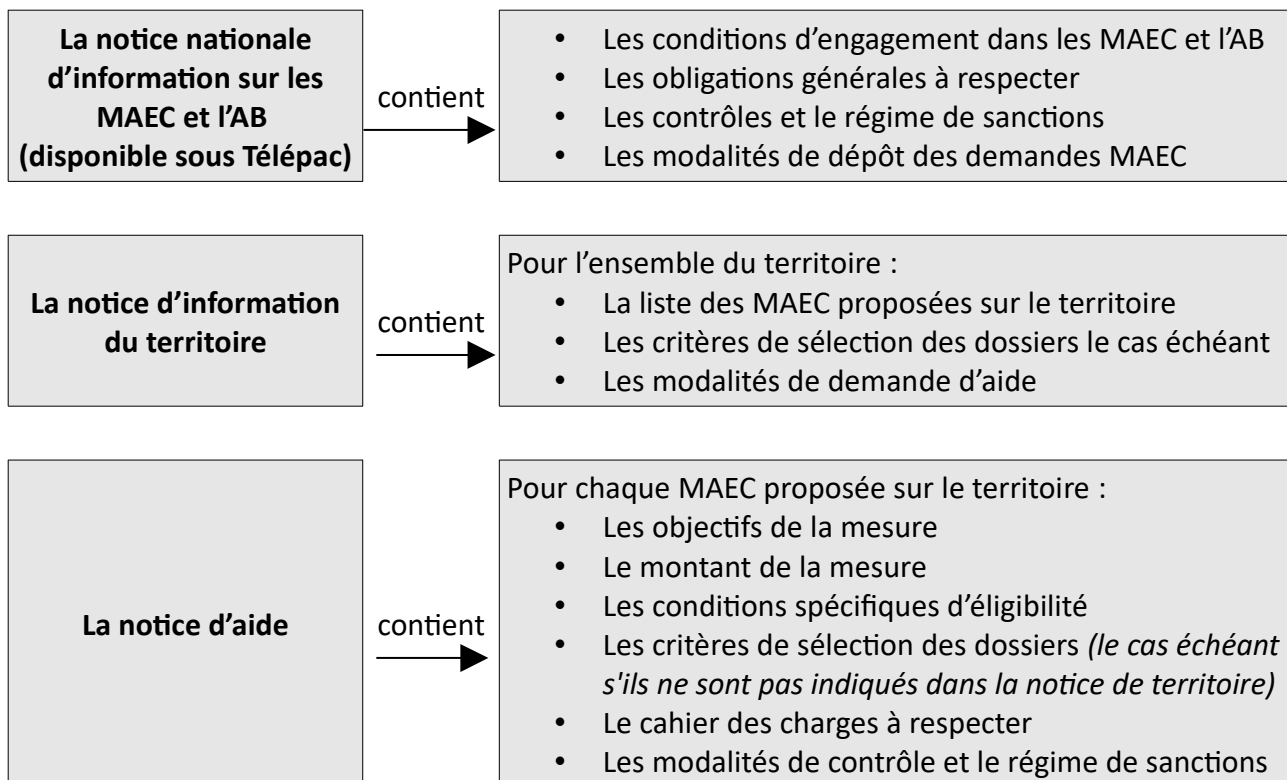 La notice nationale
d’information sur les
MAEC et l’AB
(disponible sous Télépac)
contient
• Les conditions d’engagement dans les MAEC et l’AB
• Les obligations générales à respecter
• Les contrôles et le régime de sanctions
• Les modalités de dépôt des demandes MAEC
La notice d’information
du territoire
contient
Pour l’ensemble du territoire :
• La liste des MAEC proposées sur le territoire
• Les critères de sélection des dossiers le cas échéant
• Les modalités de demande d’aide
La notice d’aide
contient
Pour chaque MAEC proposée sur le territoire :
• Les objectifs de la mesure
• Le montant de la mesure
• Les conditions spécifiques d’éligibilité
• Les critères de sélection des dossiers (le cas échéant
s'ils ne sont pas indiqués dans la notice de territoire)
• Le cahier des charges à respecter
• Les modalités de contrôle et le régime de sanctions